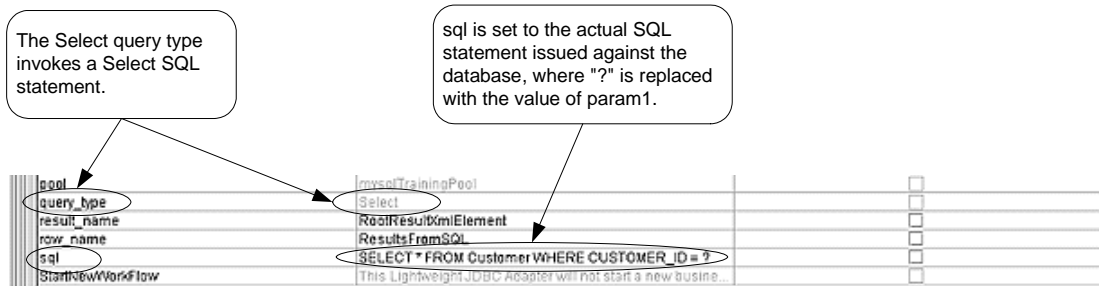 The Select query type
invokes a Select SQL
statement.
sql is set to the actual SQL
statement issued against the
database, where "?" is replaced
with the value of param1.
pool mysqlTrainingPool
query_type Select
result_name RootResultXmlElement
row_name ResultsFromSQL
sql SELECT * FROM Customer WHERE CUSTOMER_ID = ?
StartNewWorkFlow This Lightweight JDBC Adapter will not start a new busine...